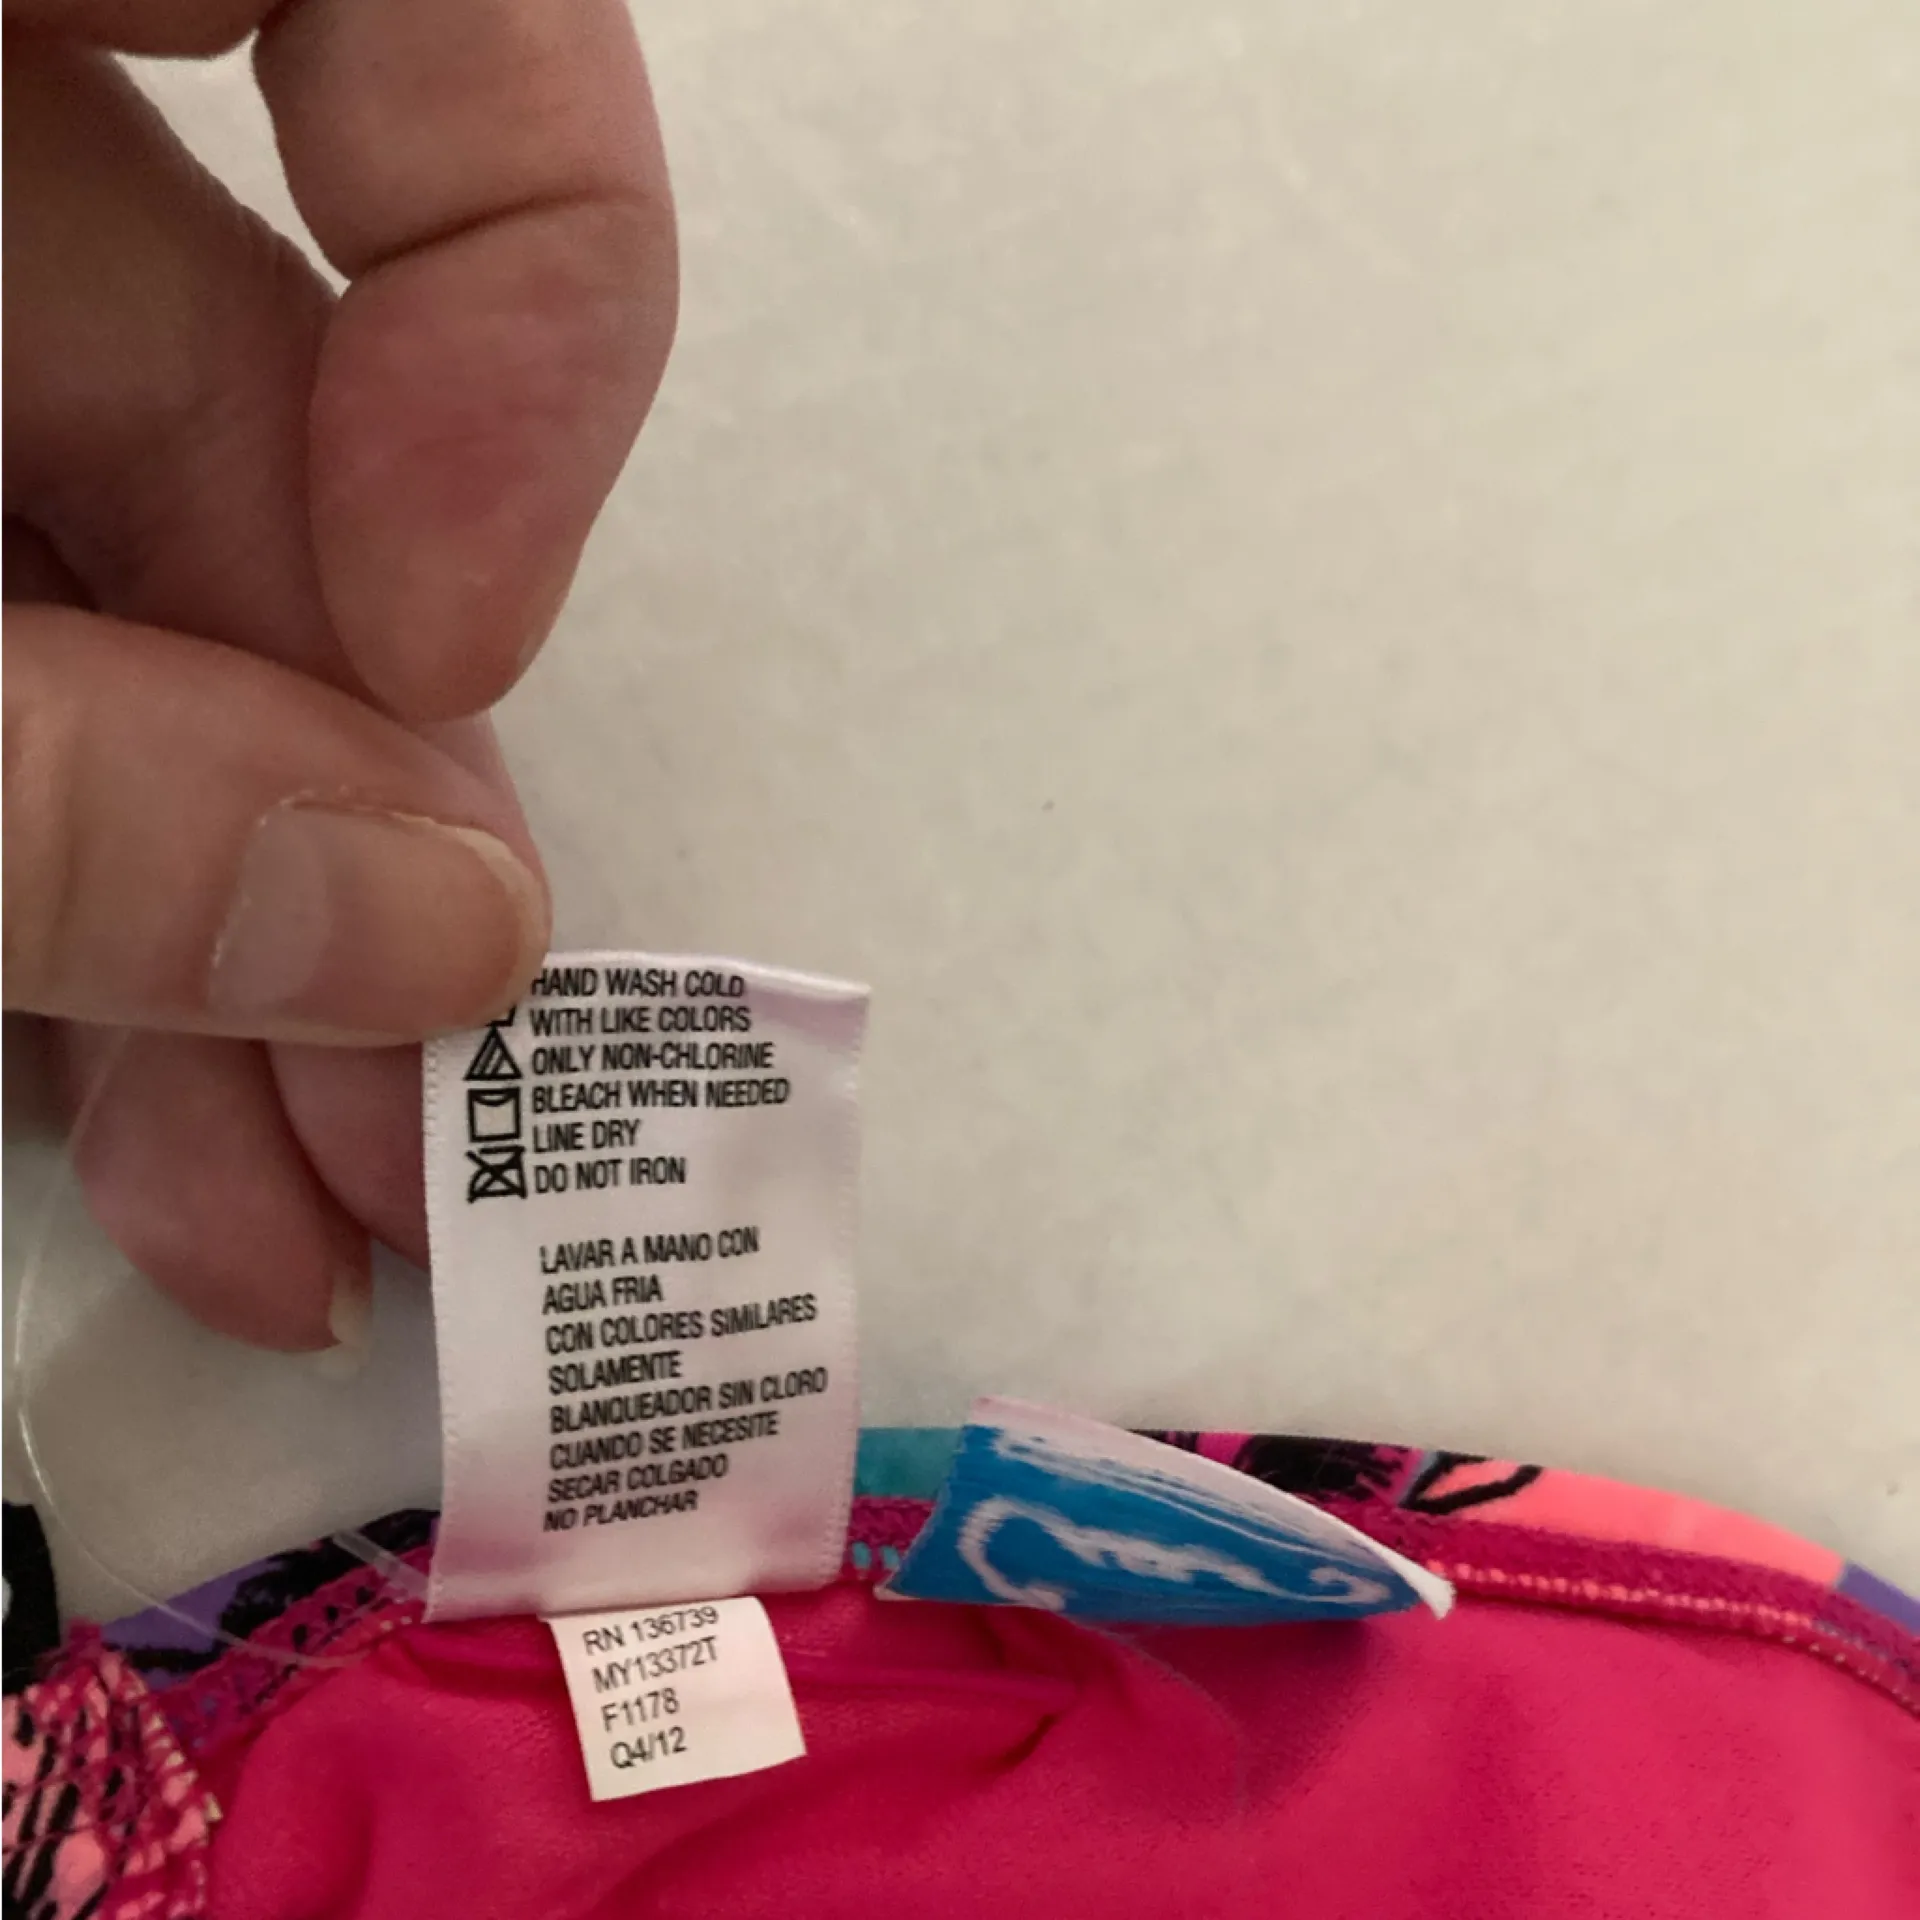 HAND WASH COLD
WITH LIKE COLORS
ONLY NON-CHLORINE
BLEACH WHEN NEEDED
LINE DRY
DO NOT IRON
LAVAR A MANO CON
AGUA FRIA
CON COLORES SIMILARES
SOLAMENTE
BLANQUEADOR SIN CLORO
CUANDO SE NECESITE
SECAR COLGADO
NO PLANCHAR
RN 136739
MY13372T
F1178
Q4/12